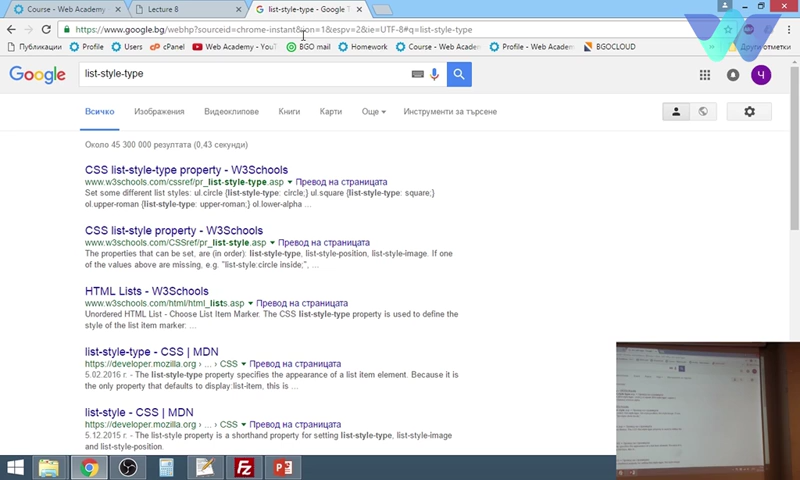 Course - Web Academy
Lecture 8
list-style-type - Google Т
https://www.google.bg/webhp?sourceid=chrome-instant&ion=1&espv=2&ie=UTF-8#q=list-style-type
Публикации
Profile
Users
cPanel
Web Academy - YouT
BGO mail
Homework
Course - Web Academ
Profile - Web Academ
BGOCLOUD
Други отметки
Google
list-style-type
Ч
Всичко
Изображения
Видеоклипове
Книги
Карти
Още
Инструменти за търсене
Около 45 300 000 резултата (0,43 секунди)
CSS list-style-type property - W3Schools
www.w3schools.com/cssref/pr_list-style-type.asp Превод на страницата
Set some different list styles: ul.circle {list-style-type: circle;} ul.square {list-style-type: square;}
ol.upper-roman {list-style-type: upper-roman;} ol.lower-alpha ...
CSS list-style property - W3Schools
www.w3schools.com/CSSref/pr_list-style.asp Превод на страницата
The properties that can be set, are (in order): list-style-type, list-style-position, list-style-image. If one
of the values above are missing, e.g. "list-style:circle inside;", ...
HTML Lists - W3Schools
www.w3schools.com/html/html_lists.asp Превод на страницата
Unordered HTML List - Choose List Item Marker. The CSS list-style-type property is used to define the
style of the list item marker: ...
list-style-type - CSS | MDN
https://developer.mozilla.org › ... › CSS Превод на страницата
5.02.2016 г. - The list-style-type property specifies the appearance of a list item element. Because it is
the only property that defaults to display:list-item, this is ...
list-style - CSS | MDN
https://developer.mozilla.org › ... › CSS Превод на страницата
5.12.2015 г. - The list-style property is a shorthand property for setting list-style-type, list-style-image
and list-style-position.